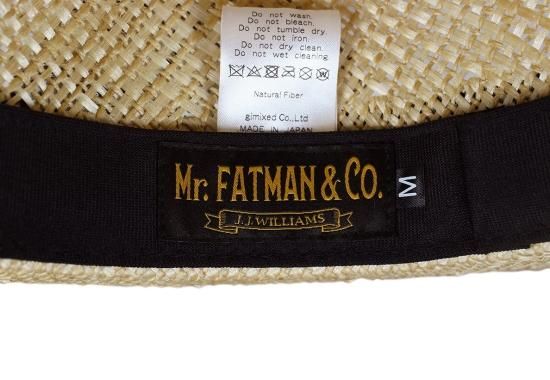 Do not wash.
Do not bleach.
Do not tumble dry.
Do not iron.
Do not dry clean.
Do not wet cleaning.
W
Natural Fiber
gimixed Co.,Ltd
MADE IN JAPAN
Mr. FATMAN & CO.
J.J.WILLIAMS
M